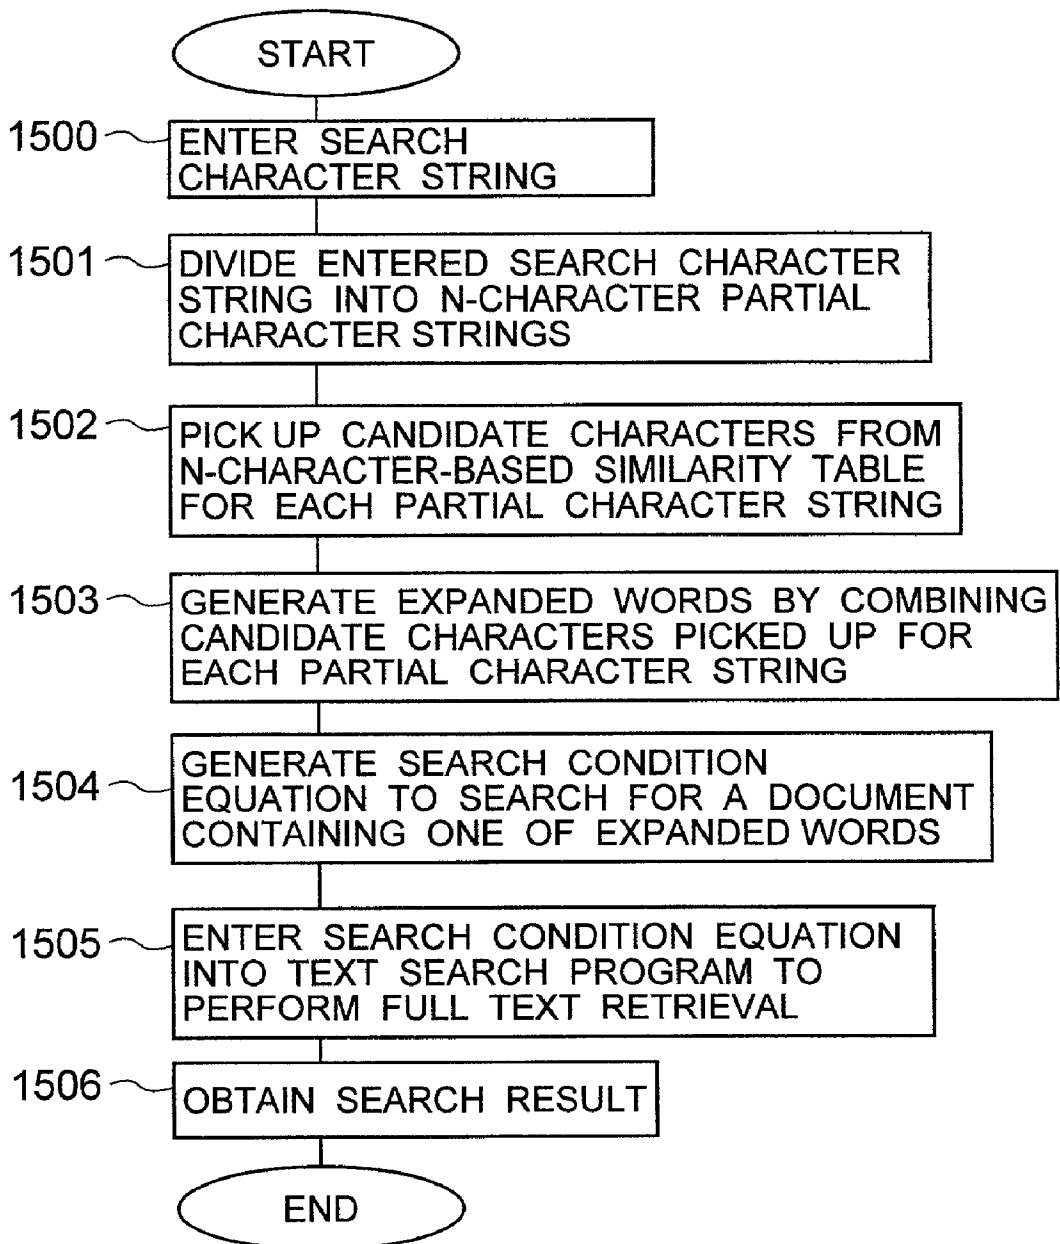 START
1500
ENTER SEARCH
CHARACTER STRING
1501
DIVIDE ENTERED SEARCH CHARACTER
STRING INTO N-CHARACTER PARTIAL
CHARACTER STRINGS
1502
PICK UP CANDIDATE CHARACTERS FROM
N-CHARACTER-BASED SIMILARITY TABLE
FOR EACH PARTIAL CHARACTER STRING
1503
GENERATE EXPANDED WORDS BY COMBINING
CANDIDATE CHARACTERS PICKED UP FOR
EACH PARTIAL CHARACTER STRING
1504
GENERATE SEARCH CONDITION
EQUATION TO SEARCH FOR A DOCUMENT
CONTAINING ONE OF EXPANDED WORDS
1505
ENTER SEARCH CONDITION EQUATION
INTO TEXT SEARCH PROGRAM TO
PERFORM FULL TEXT RETRIEVAL
1506
OBTAIN SEARCH RESULT
END